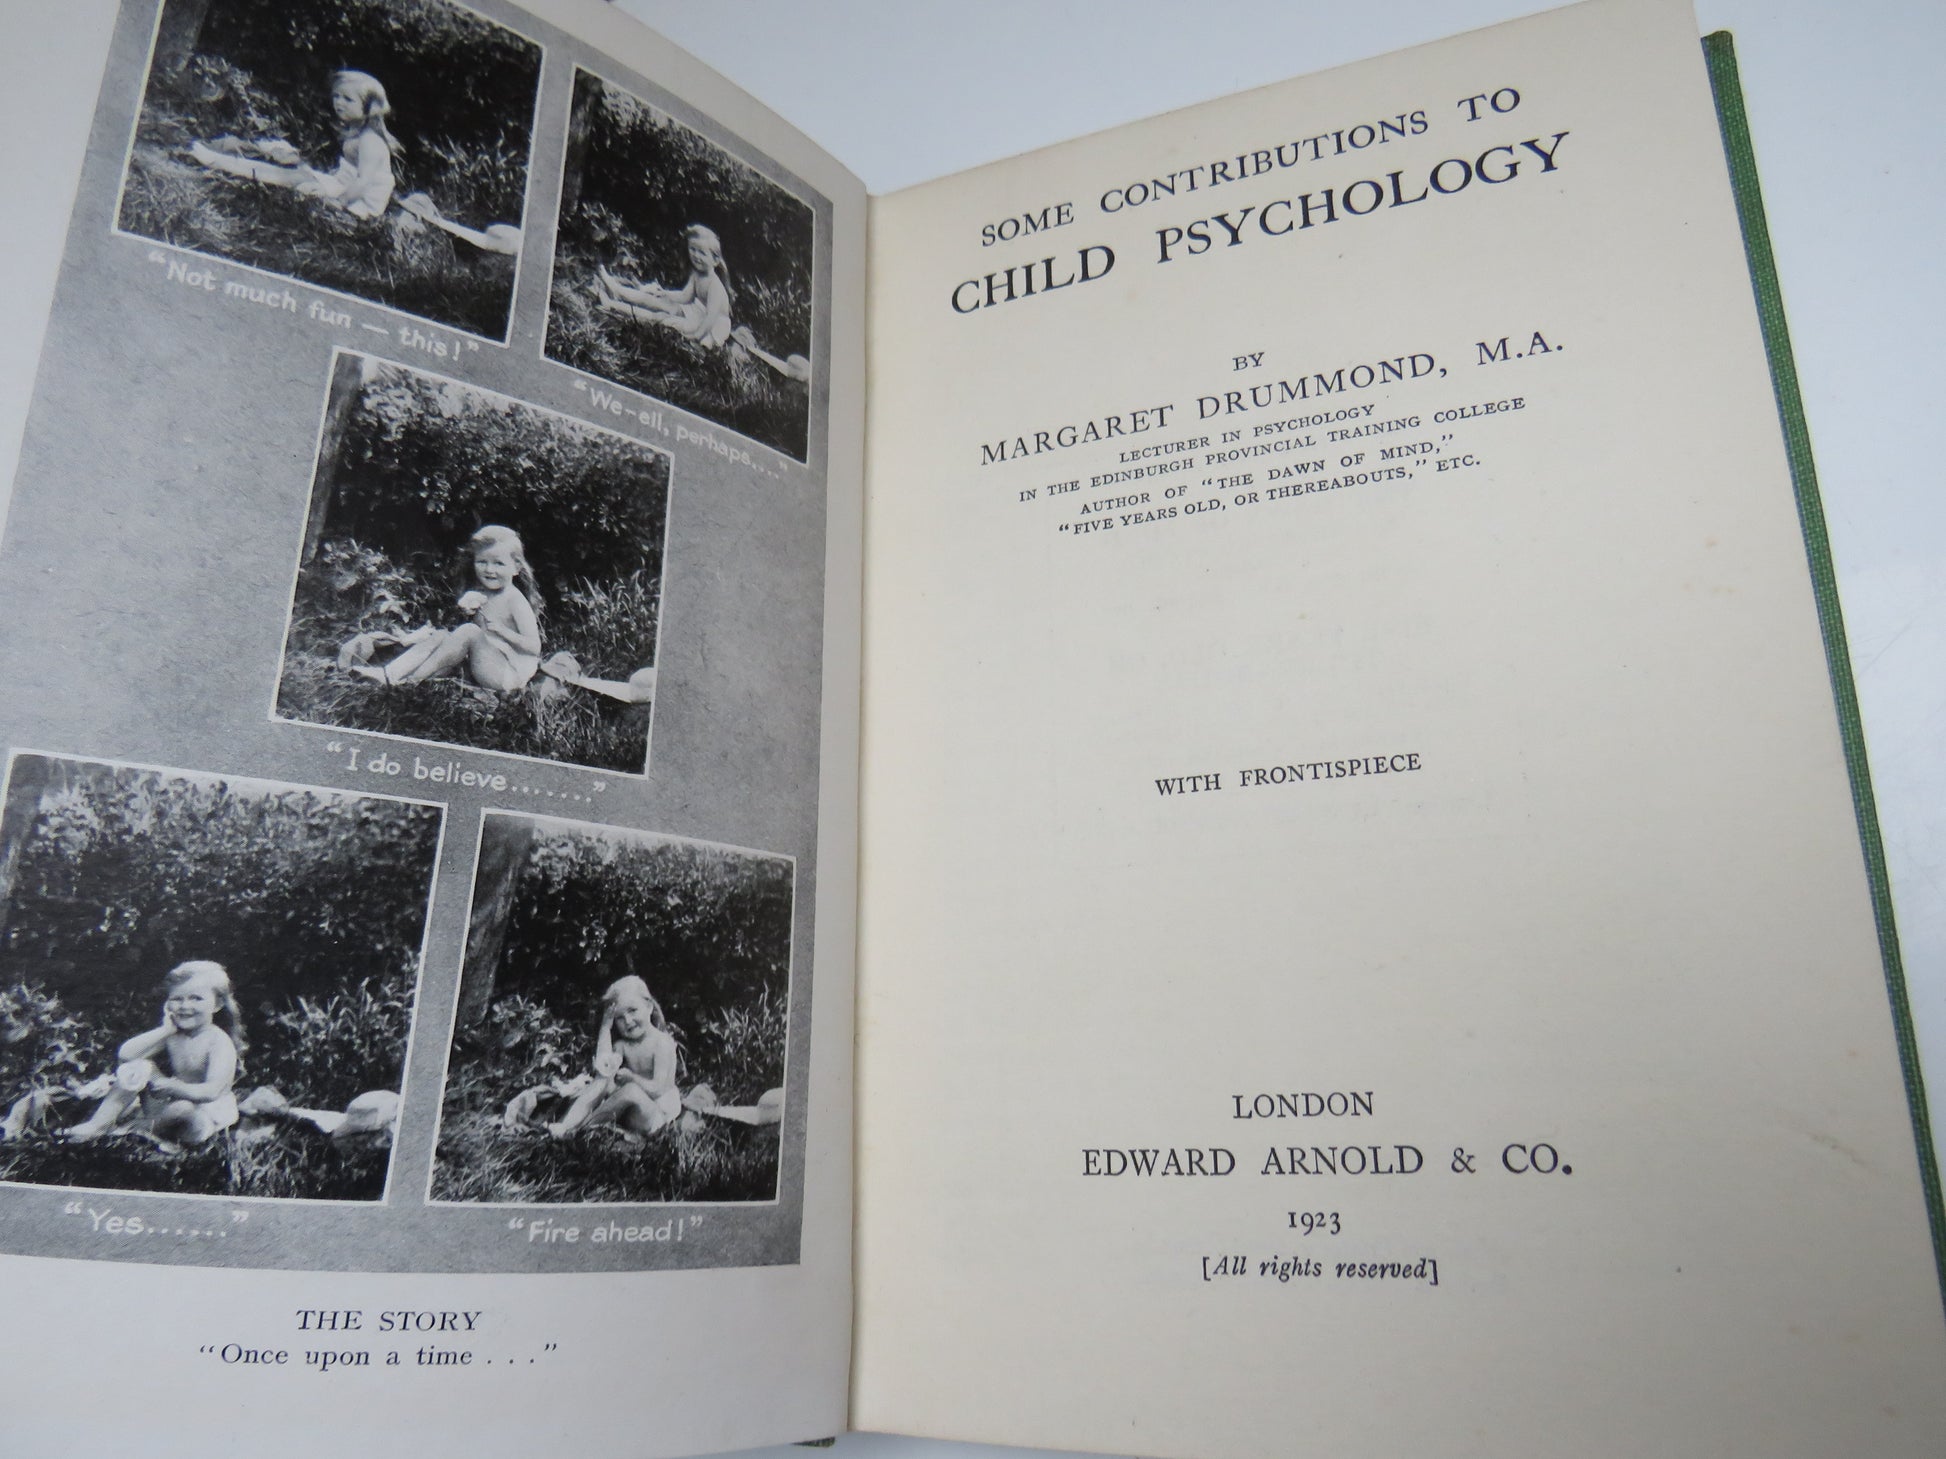 "Not much fun — this!"
"We-ell, perhaps...."
"I do believe......."
"Yes......"
"Fire ahead!"
THE STORY
"Once upon a time . . ."
SOME CONTRIBUTIONS TO
CHILD PSYCHOLOGY
BY
MARGARET DRUMMOND, M.A.
LECTURER IN PSYCHOLOGY
IN THE EDINBURGH PROVINCIAL TRAINING COLLEGE
AUTHOR OF "THE DAWN OF MIND,"
"FIVE YEARS OLD, OR THEREABOUTS," ETC.
WITH FRONTISPIECE
LONDON
EDWARD ARNOLD & CO.
1923
[All rights reserved]